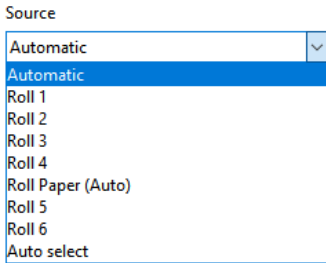 Source
Automatic
Automatic
Roll 1
Roll 2
Roll 3
Roll 4
Roll Paper (Auto)
Roll 5
Roll 6
Auto select